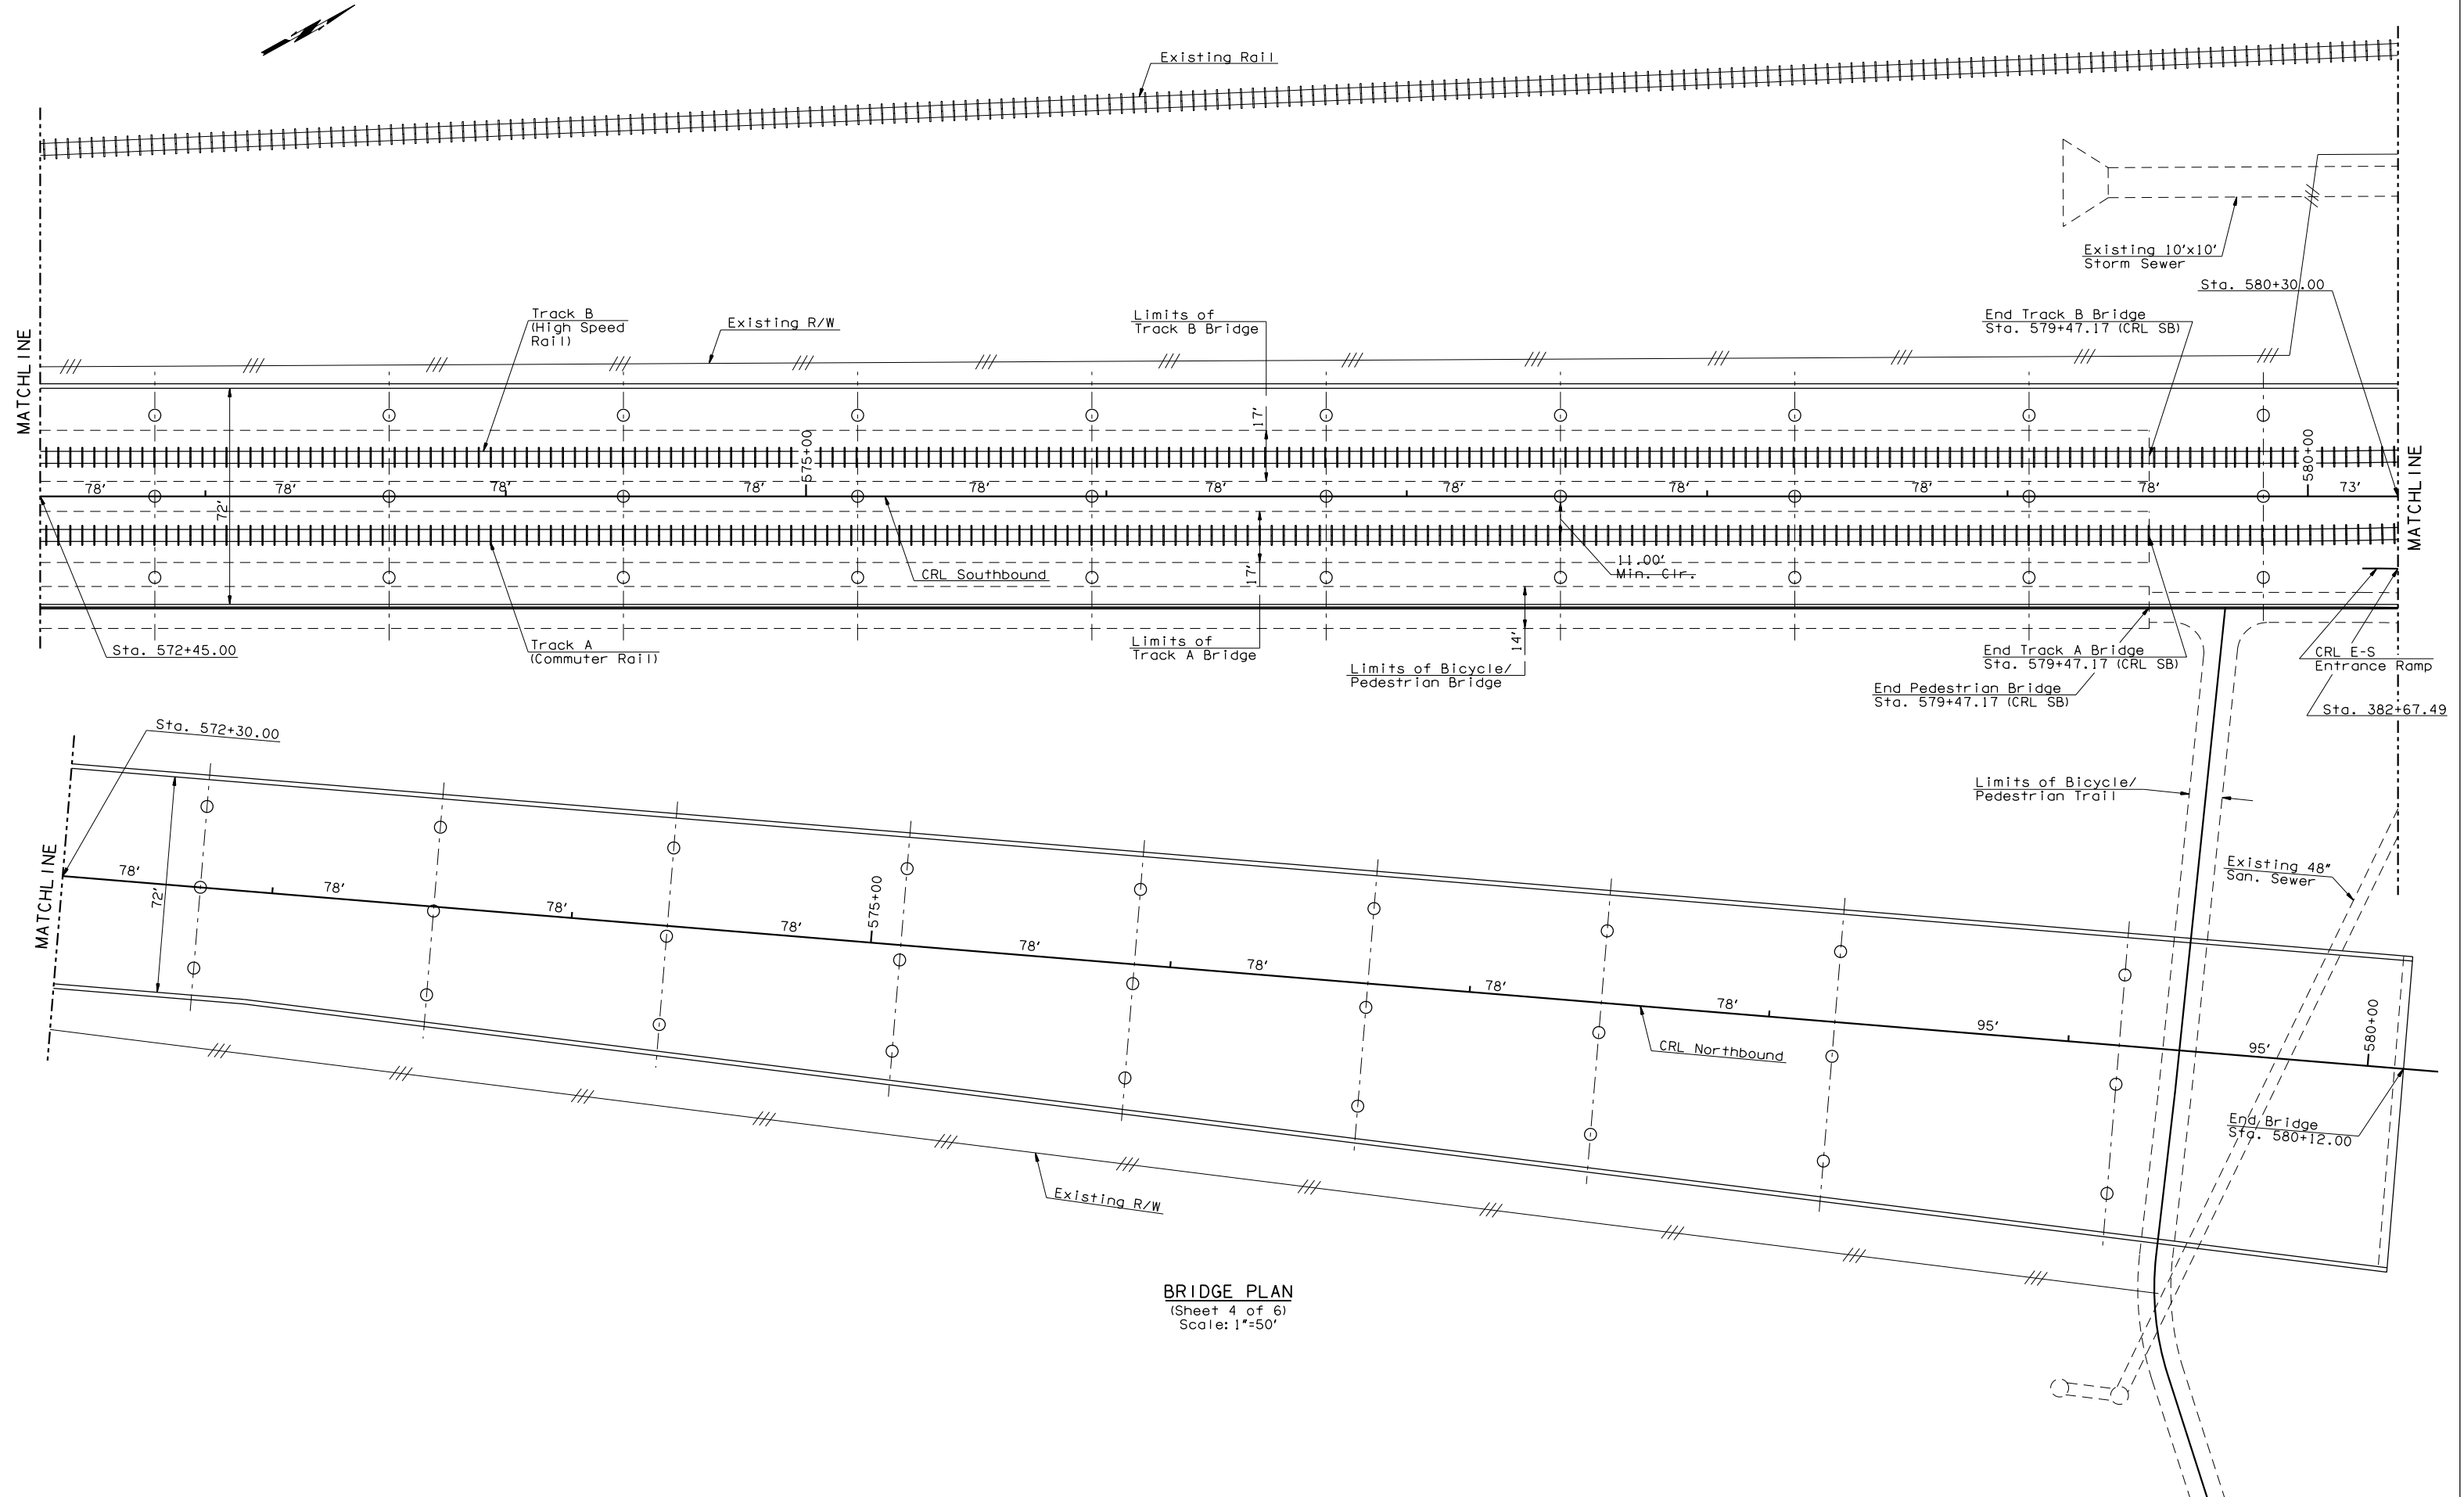 Existing Rail
Existing 10'x10'
Storm Sewer
Sta. 580+30.00
Track B
(High Speed
Rail)
Existing R/W
Limits of
Track B Bridge
End Track B Bridge
Sta. 579+47.17 (CRL SB)
MATCHLINE
17'
575+00
580+00
MATCHLINE
78'
78'
78'
78'
78'
78'
78'
78'
78'
78'
73'
72'
11.00'
Min. Clr.
CRL Southbound
17'
14'
Sta. 572+45.00
Track A
(Commuter Rail)
Limits of
Track A Bridge
Limits of Bicycle/
Pedestrian Bridge
End Track A Bridge
Sta. 579+47.17 (CRL SB)
CRL E-S
Entrance Ramp
End Pedestrian Bridge
Sta. 579+47.17 (CRL SB)
Sta. 382+67.49
Sta. 572+30.00
Limits of Bicycle/
Pedestrian Trail
MATCHLINE
78'
72'
78'
78'
78'
575+00
78'
78'
78'
78'
95'
95'
580+00
Existing 48"
San. Sewer
CRL Northbound
End Bridge
Sta. 580+12.00
Existing R/W
BRIDGE PLAN
(Sheet 4 of 6)
Scale: 1"=50'